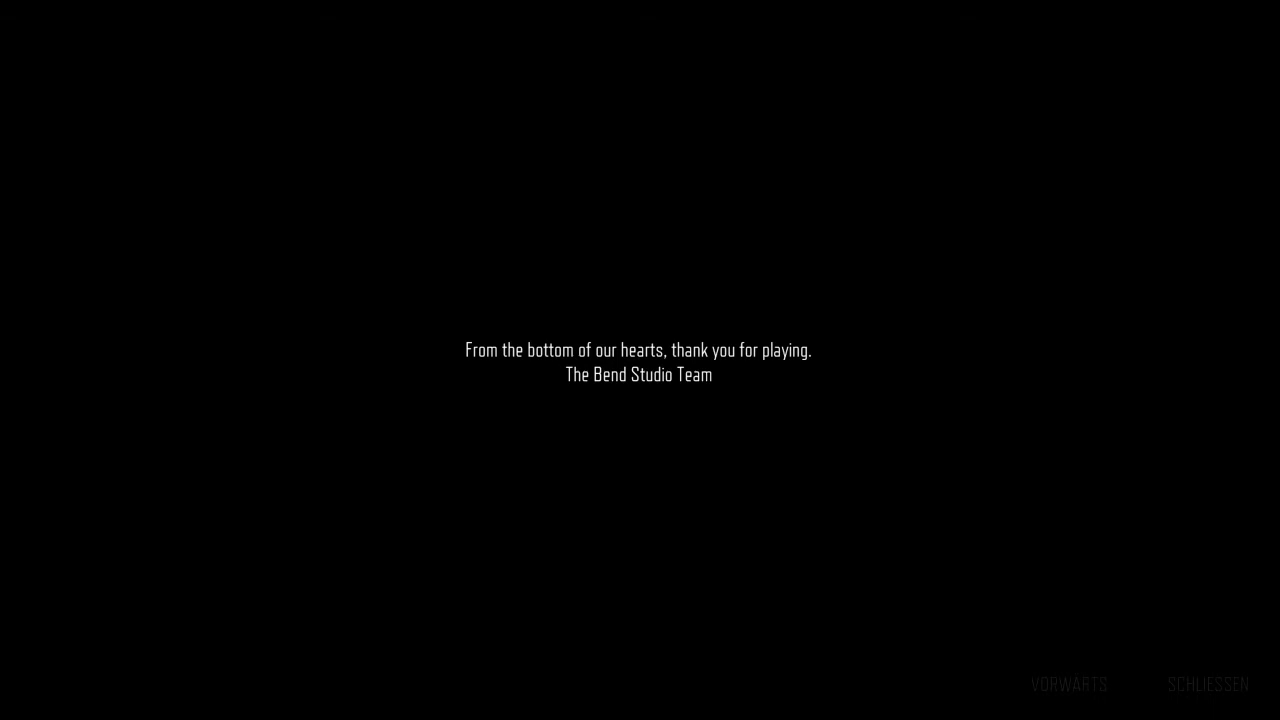 From the bottom of our hearts, thank you for playing.
The Bend Studio Team
VORWARTS SCHLIESSEN